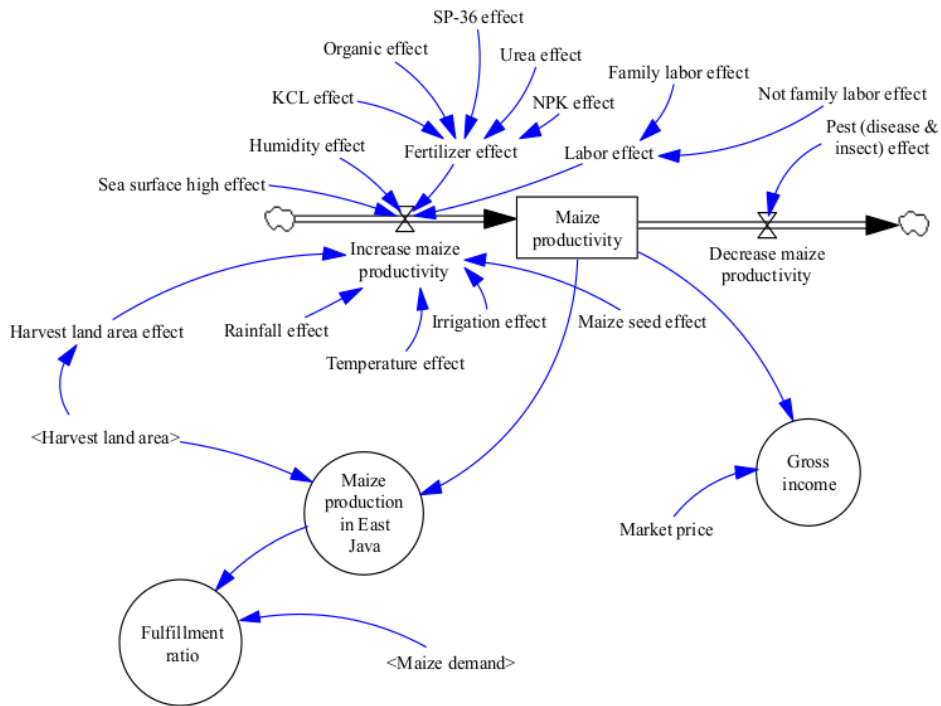 SP-36 effect
Organic effect
Urea effect
Family labor effect
KCL effect
NPK effect
Not family labor effect
Humidity effect
Fertilizer effect
Labor effect
Pest (disease &
insect) effect
Sea surface high effect
Maize
productivity
Increase maize
productivity
Decrease maize
productivity
Harvest land area effect
Rainfall effect
Irrigation effect
Maize seed effect
Temperature effect
<Harvest land area>
Maize
production
in East
Java
Gross
income
Market price
Fulfillment
ratio
<Maize demand>